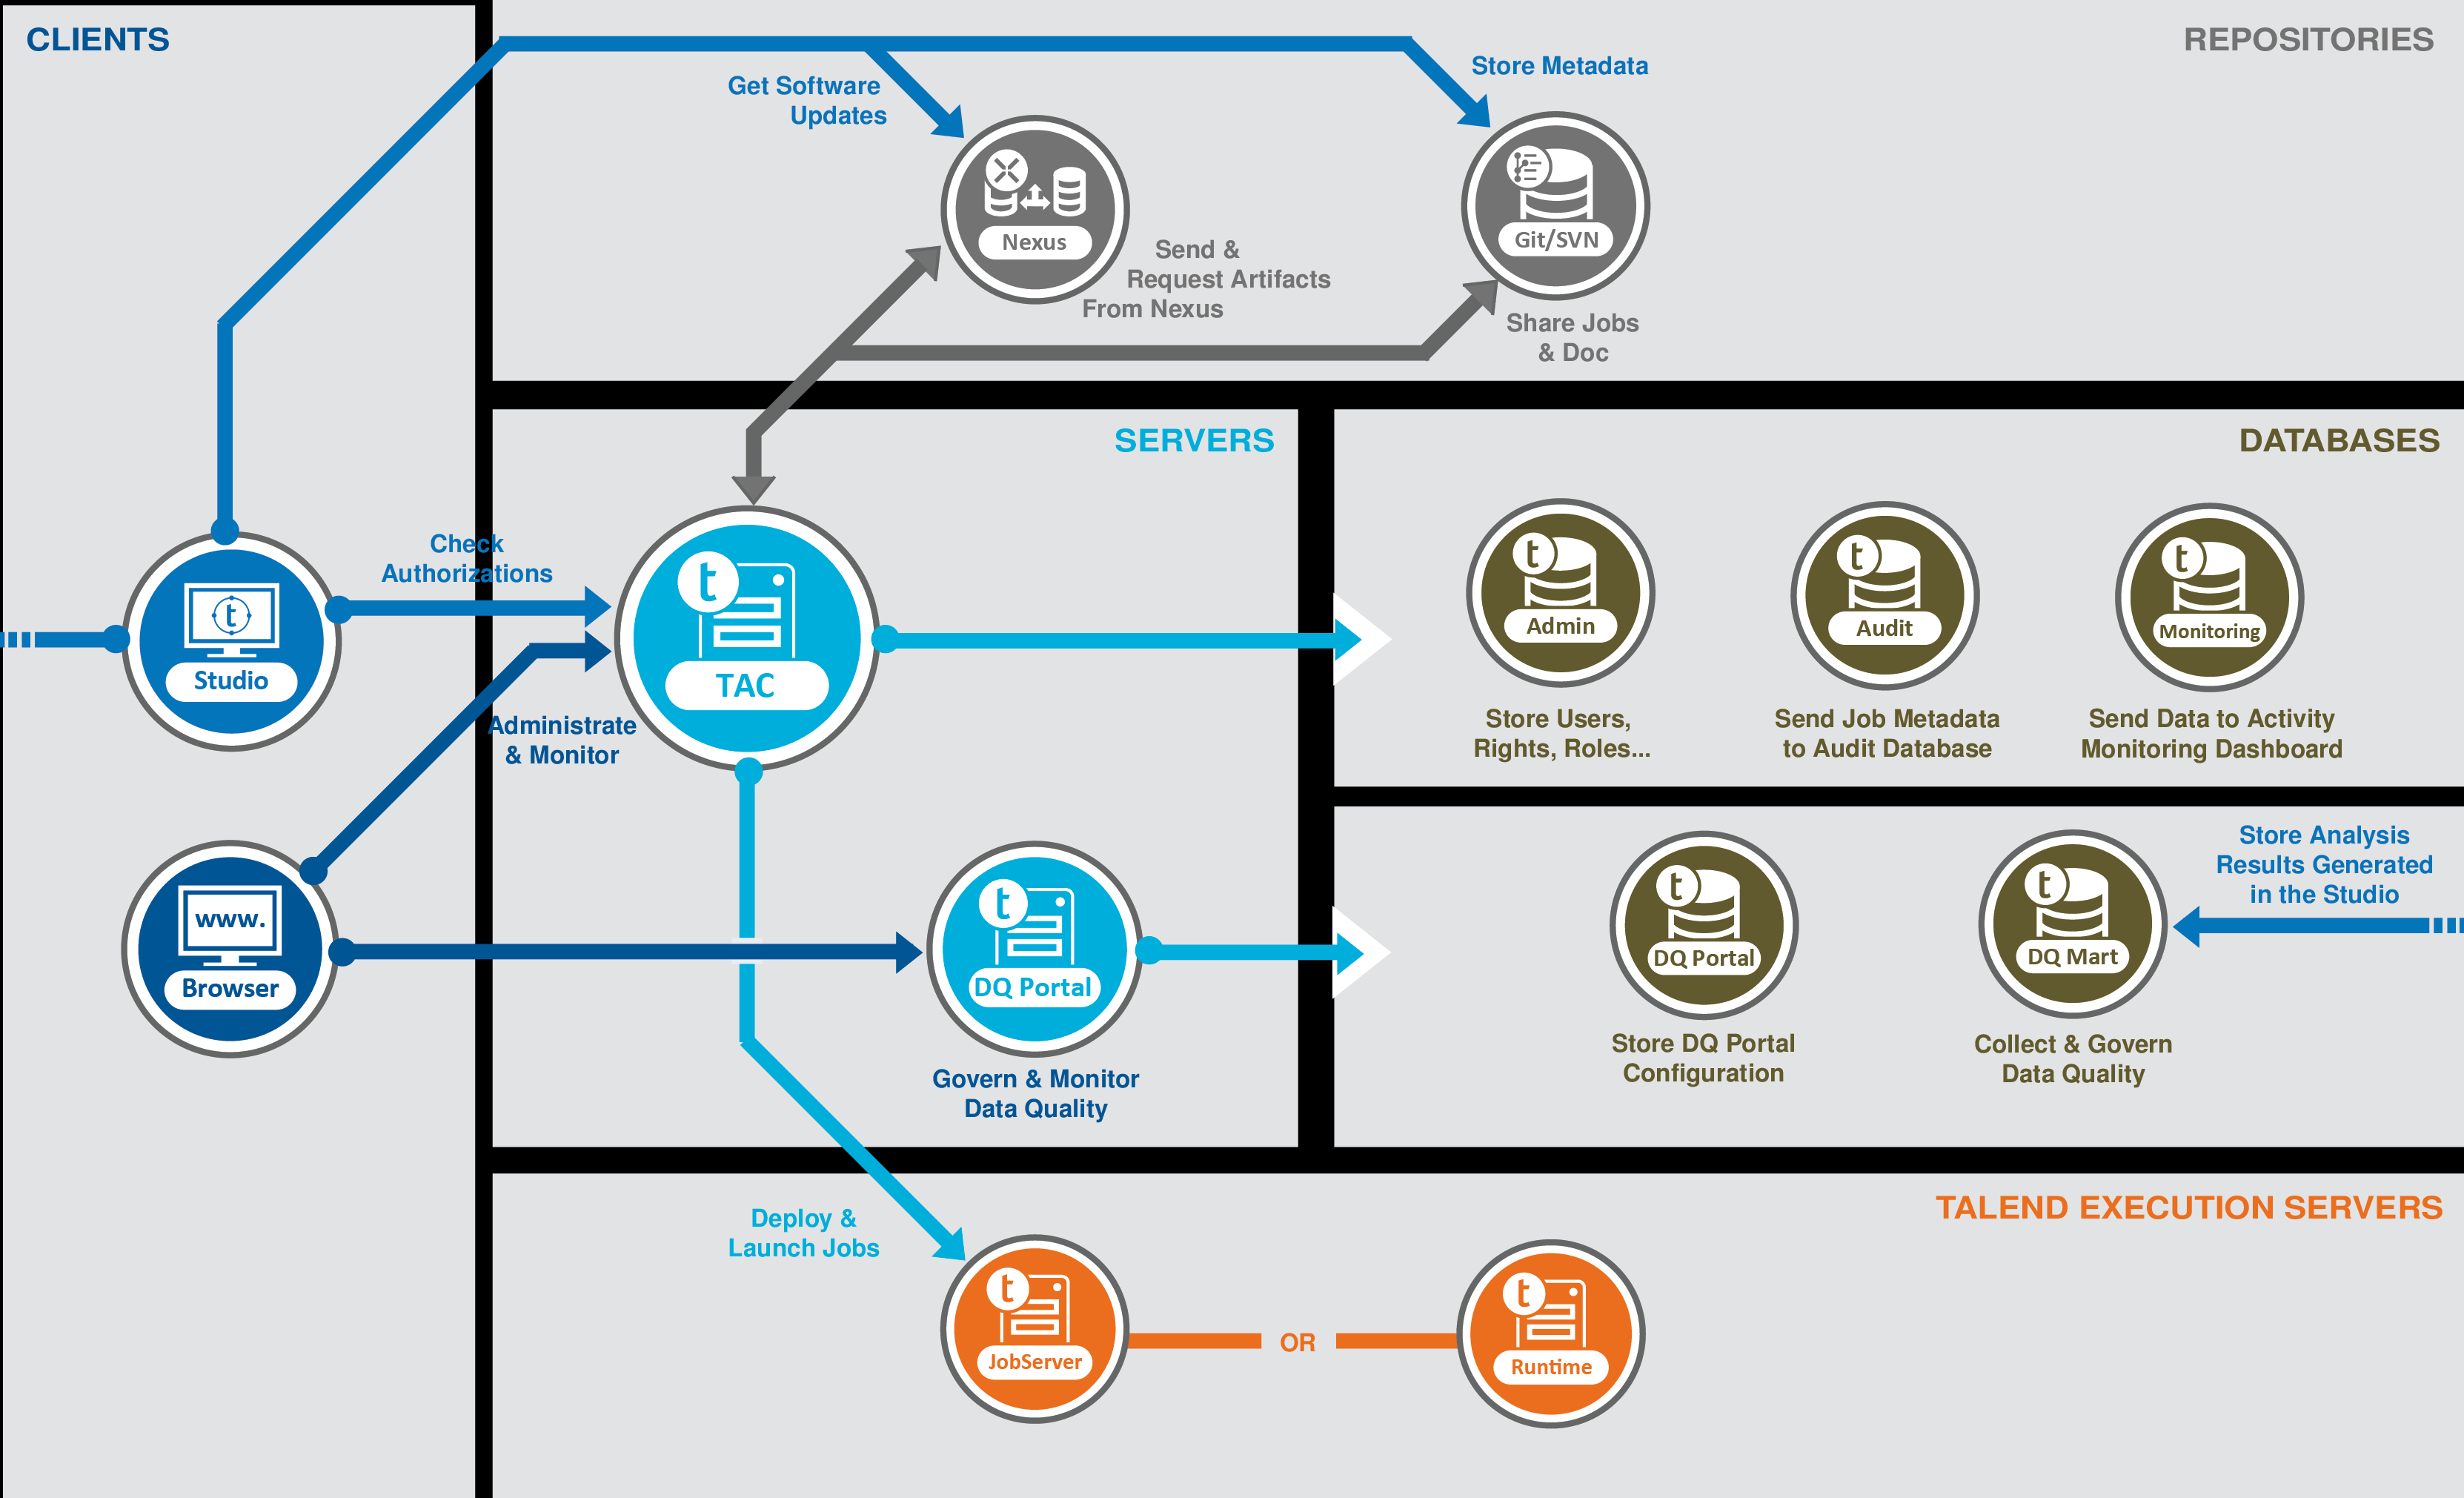 CLIENTS
REPOSITORIES
Get Software
Updates
Store Metadata
Nexus
Git/SVN
Send &
Request Artifacts
From Nexus
Share Jobs
& Doc
SERVERS
DATABASES
Check
Authorizations
t
Studio
t
TAC
Administrate
& Monitor
t
Admin
t
Audit
t
Monitoring
Store Users,
Rights, Roles...
Send Job Metadata
to Audit Database
Send Data to Activity
Monitoring Dashboard
www.
Browser
t
DQ Portal
Govern & Monitor
Data Quality
t
DQ Portal
t
DQ Mart
Store Analysis
Results Generated
in the Studio
Store DQ Portal
Configuration
Collect & Govern
Data Quality
TALEND EXECUTION SERVERS
Deploy &
Launch Jobs
t
JobServer
OR
t
Runtime